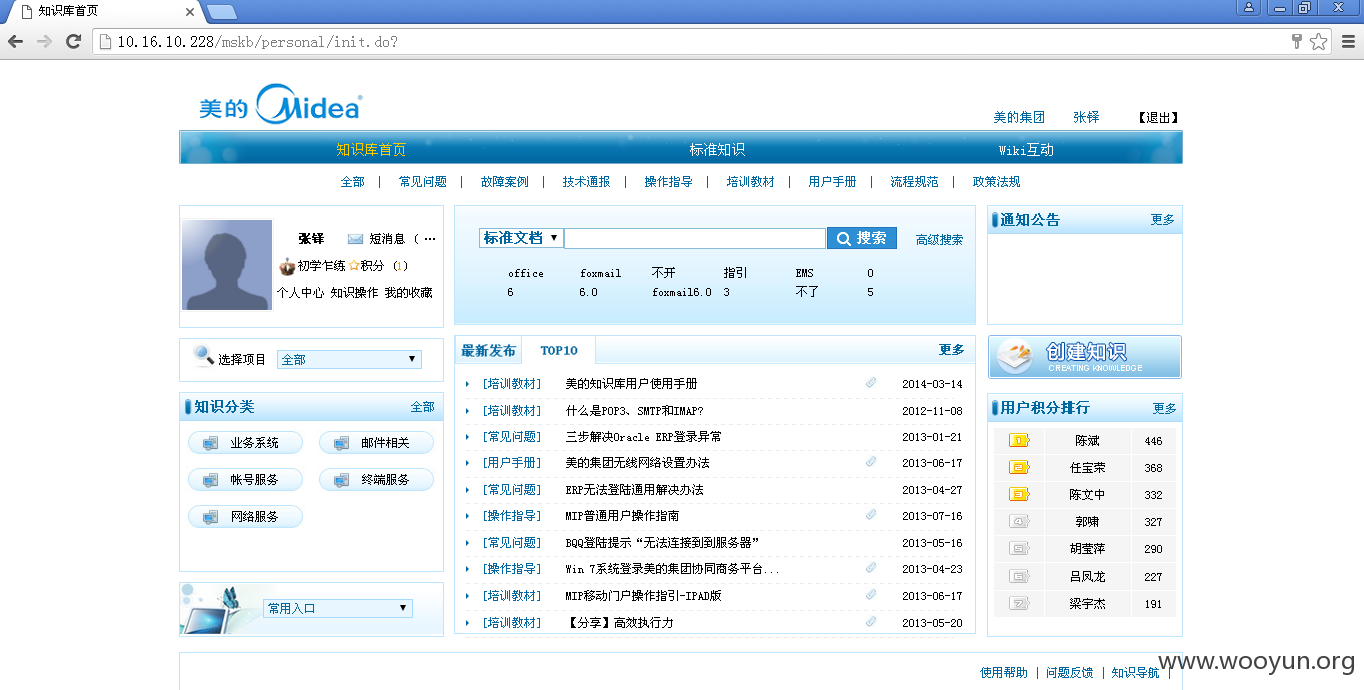 知识库首页
10.16.10.228/mskb/personal/init.do?
美的 Midea
美的集团 张铎 【退出】
知识库首页 标准知识 Wiki互动
全部 | 常见问题 | 故障案例 | 技术通报 | 操作指导 | 培训教材 | 用户手册 | 流程规范 | 政策法规
张铎 短消息 ( ...
初学乍练 积分 (1)
个人中心 知识操作 我的收藏
选择项目 全部
知识分类 全部
业务系统 邮件相关
帐号服务 终端服务
网络服务
常用入口
标准文档 搜索 高级搜索
office foxmail 不开 指引 EMS 0
6 6.0 foxmail6.0 3 不了 5
最新发布 TOP10 更多
[培训教材] 美的知识库用户使用手册 2014-03-14
[培训教材] 什么是POP3、SMTP和IMAP? 2012-11-08
[常见问题] 三步解决Oracle ERP登录异常 2013-01-21
[用户手册] 美的集团无线网络设置办法 2013-06-17
[常见问题] ERP无法登陆通用解决办法 2013-04-27
[操作指导] MIP普通用户操作指南 2013-07-16
[常见问题] BQQ登陆提示“无法连接到到服务器” 2013-05-16
[操作指导] Win 7系统登录美的集团协同商务平台... 2013-04-23
[培训教材] MIP移动门户操作指引-IPAD版 2013-06-17
[培训教材] 【分享】高效执行力 2013-05-20
通知公告 更多
创建知识
CREATING KNOWLEDGE
用户积分排行 更多
1 陈斌 446
2 任宝荣 368
3 陈文中 332
4 郭啸 327
5 胡莹萍 290
6 吕凤龙 227
7 梁宇杰 191
使用帮助 | 问题反馈 | 知识导航 |
www.wooyun.org